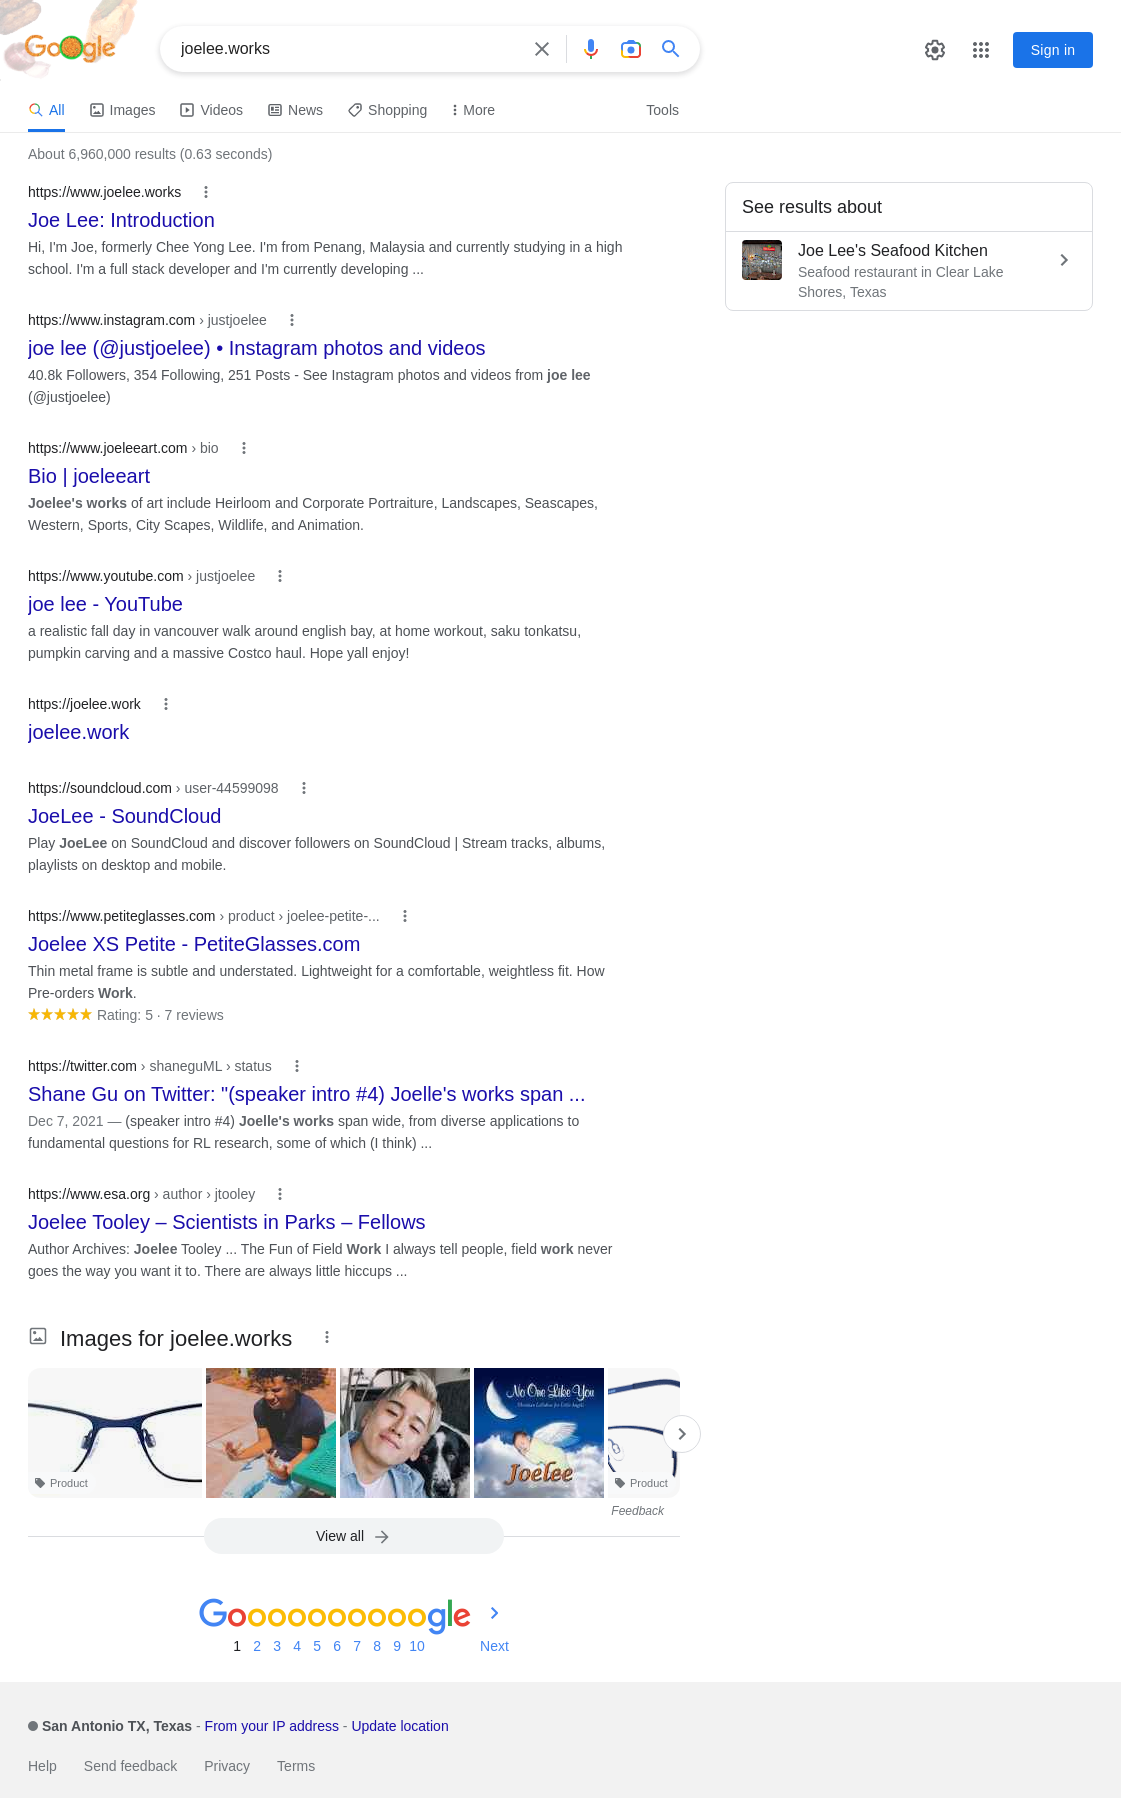 Google
joelee.works
Sign in
All
Images
Videos
News
Shopping
More
Tools
About 6,960,000 results (0.63 seconds)
https://www.joelee.works
Joe Lee: Introduction
Hi, I'm Joe, formerly Chee Yong Lee. I'm from Penang, Malaysia and currently studying in a high
school. I'm a full stack developer and I'm currently developing ...
See results about
Joe Lee's Seafood Kitchen
Seafood restaurant in Clear Lake
Shores, Texas
https://www.instagram.com › justjoelee
joe lee (@justjoelee) • Instagram photos and videos
40.8k Followers, 354 Following, 251 Posts - See Instagram photos and videos from joe lee
(@justjoelee)
https://www.joeleeart.com › bio
Bio | joeleeart
Joelee's works of art include Heirloom and Corporate Portraiture, Landscapes, Seascapes,
Western, Sports, City Scapes, Wildlife, and Animation.
https://www.youtube.com › justjoelee
joe lee - YouTube
a realistic fall day in vancouver walk around english bay, at home workout, saku tonkatsu,
pumpkin carving and a massive Costco haul. Hope yall enjoy!
https://joelee.work
joelee.work
https://soundcloud.com › user-44599098
JoeLee - SoundCloud
Play JoeLee on SoundCloud and discover followers on SoundCloud | Stream tracks, albums,
playlists on desktop and mobile.
https://www.petiteglasses.com › product › joelee-petite-...
Joelee XS Petite - PetiteGlasses.com
Thin metal frame is subtle and understated. Lightweight for a comfortable, weightless fit. How
Pre-orders Work.
Rating: 5 · 7 reviews
https://twitter.com › shaneguML › status
Shane Gu on Twitter: "(speaker intro #4) Joelle's works span ...
Dec 7, 2021 — (speaker intro #4) Joelle's works span wide, from diverse applications to
fundamental questions for RL research, some of which (I think) ...
https://www.esa.org › author › jtooley
Joelee Tooley – Scientists in Parks – Fellows
Author Archives: Joelee Tooley ... The Fun of Field Work I always tell people, field work never
goes the way you want it to. There are always little hiccups ...
Images for joelee.works
No One Like You
Joelee
Product
Product
Feedback
View all
Goooooooooogle
1 2 3 4 5 6 7 8 9 10 Next
San Antonio TX, Texas - From your IP address - Update location
Help
Send feedback
Privacy
Terms